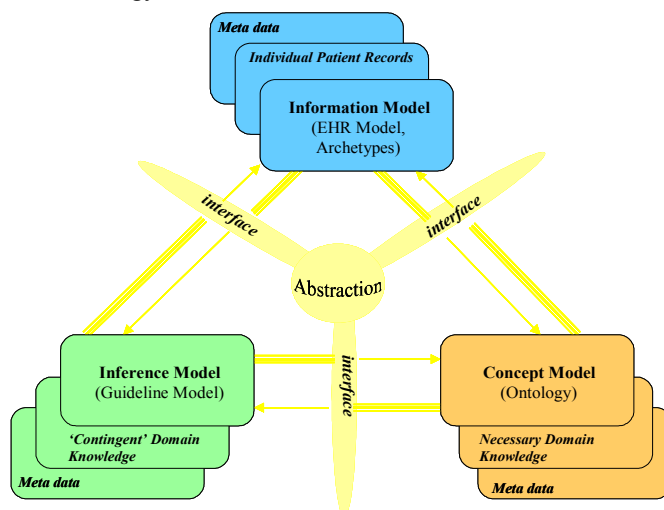 Meta data
Individual Patient Records
Information Model
(EHR Model,
Archetypes)
interface
interface
Abstraction
interface
Inference Model
(Guideline Model)
‘Contingent’ Domain
Knowledge
Meta data
Concept Model
(Ontology)
Necessary Domain
Knowledge
Meta data